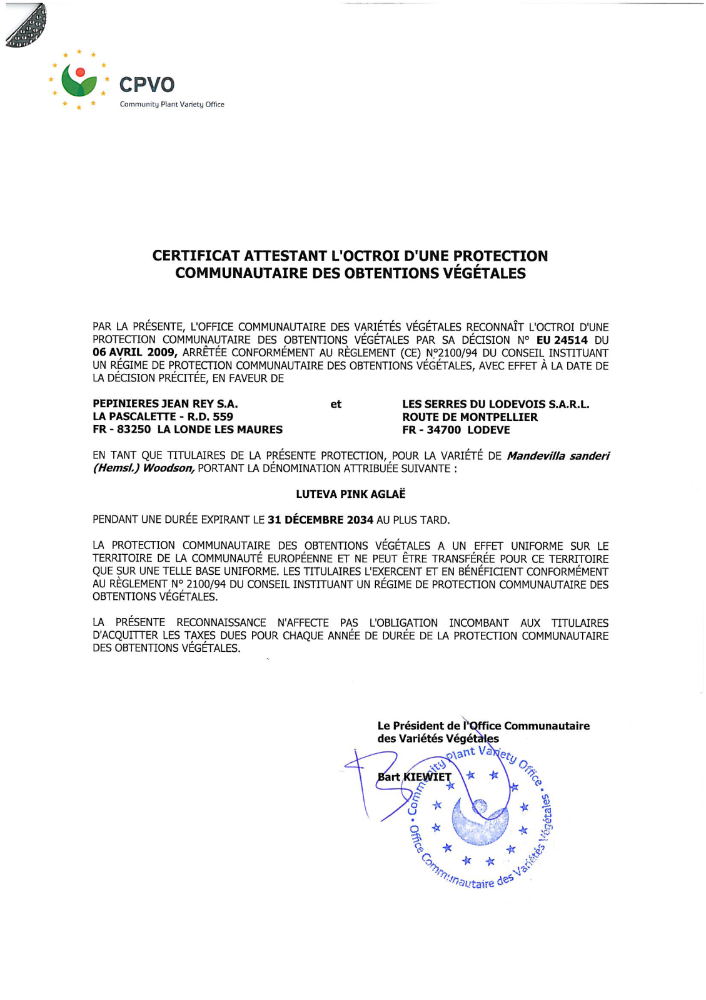 CPVO
Community Plant Variety Office
CERTIFICAT ATTESTANT L'OCTROI D'UNE PROTECTION
COMMUNAUTAIRE DES OBTENTIONS VÉGÉTALES
PAR LA PRÉSENTE, L'OFFICE COMMUNAUTAIRE DES VARIÉTÉS VÉGÉTALES RECONNAÎT L'OCTROI D'UNE
PROTECTION COMMUNAUTAIRE DES OBTENTIONS VÉGÉTALES PAR SA DÉCISION N° EU 24514 DU
06 AVRIL 2009, ARRÊTÉE CONFORMÉMENT AU RÈGLEMENT (CE) N°2100/94 DU CONSEIL INSTITUANT
UN RÉGIME DE PROTECTION COMMUNAUTAIRE DES OBTENTIONS VÉGÉTALES, AVEC EFFET À LA DATE DE
LA DÉCISION PRÉCITÉE, EN FAVEUR DE
PEPINIERES JEAN REY S.A. et LES SERRES DU LODEVOIS S.A.R.L.
LA PASCALETTE - R.D. 559 ROUTE DE MONTPELLIER
FR - 83250 LA LONDE LES MAURES FR - 34700 LODEVE
EN TANT QUE TITULAIRES DE LA PRÉSENTE PROTECTION, POUR LA VARIÉTÉ DE Mandevilla sanderi
(Hemsl.) Woodson, PORTANT LA DÉNOMINATION ATTRIBUÉE SUIVANTE :
LUTEVA PINK AGLAË
PENDANT UNE DURÉE EXPIRANT LE 31 DÉCEMBRE 2034 AU PLUS TARD.
LA PROTECTION COMMUNAUTAIRE DES OBTENTIONS VÉGÉTALES A UN EFFET UNIFORME SUR LE
TERRITOIRE DE LA COMMUNAUTÉ EUROPÉENNE ET NE PEUT ÊTRE TRANSFÉRÉE POUR CE TERRITOIRE
QUE SUR UNE TELLE BASE UNIFORME. LES TITULAIRES L'EXERCENT ET EN BÉNÉFICIENT CONFORMÉMENT
AU RÈGLEMENT N° 2100/94 DU CONSEIL INSTITUANT UN RÉGIME DE PROTECTION COMMUNAUTAIRE DES
OBTENTIONS VÉGÉTALES.
LA PRÉSENTE RECONNAISSANCE N'AFFECTE PAS L'OBLIGATION INCOMBANT AUX TITULAIRES
D'ACQUITTER LES TAXES DUES POUR CHAQUE ANNÉE DE DURÉE DE LA PROTECTION COMMUNAUTAIRE
DES OBTENTIONS VÉGÉTALES.
Le Président de l'Office Communautaire
des Variétés Végétales
Bart KIEWIET
• Community Plant Variety Office • Office Communautaire des Variétés Végétales